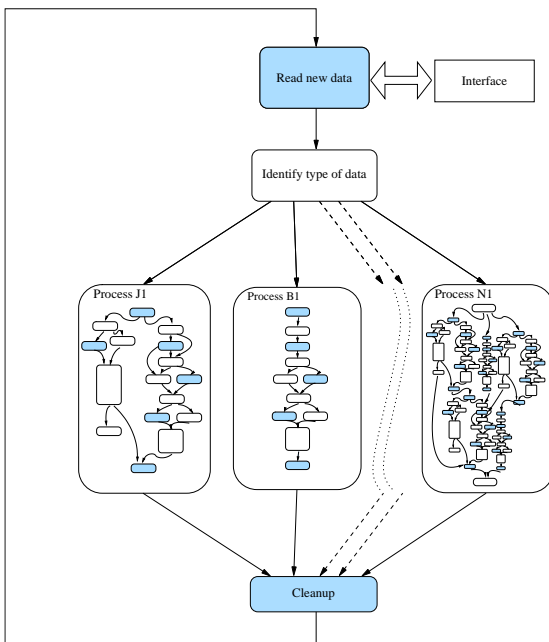 Read new data
Interface
Identify type of data
Process J1
Process B1
Process N1
Cleanup